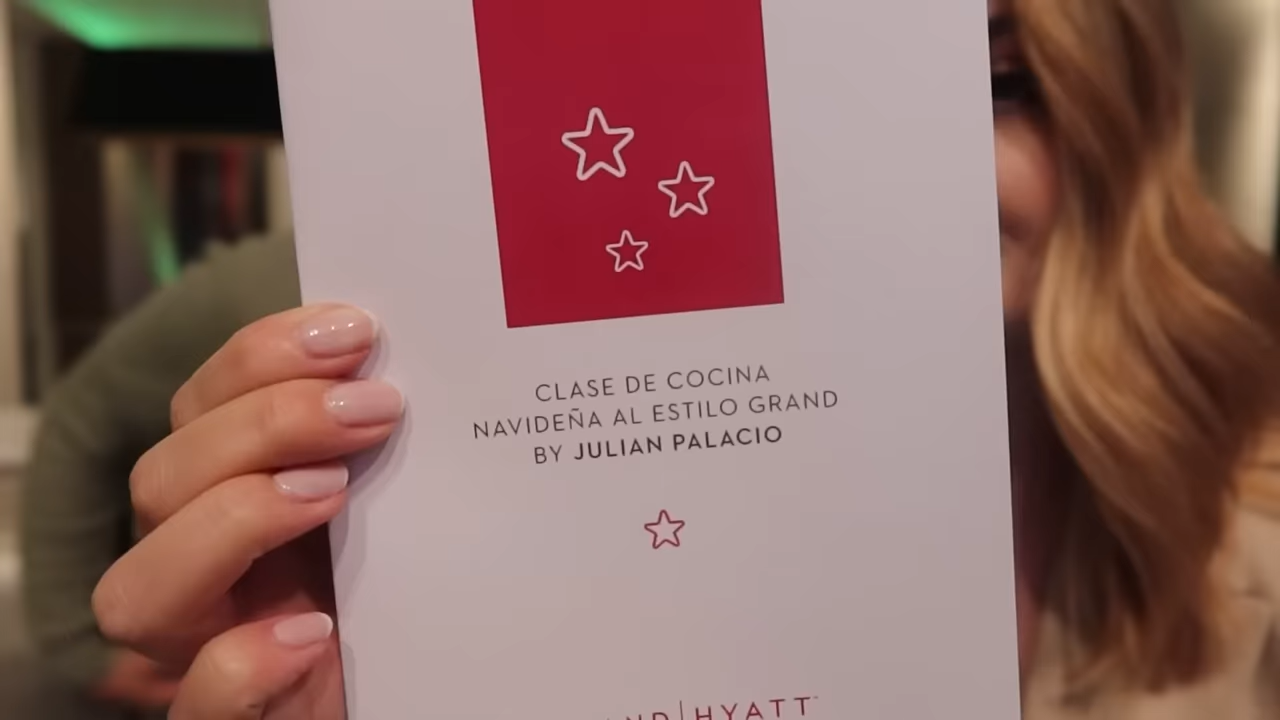 CLASE DE COCINA
NAVIDEÑA AL ESTILO GRAND
BY JULIAN PALACIO
HYATT